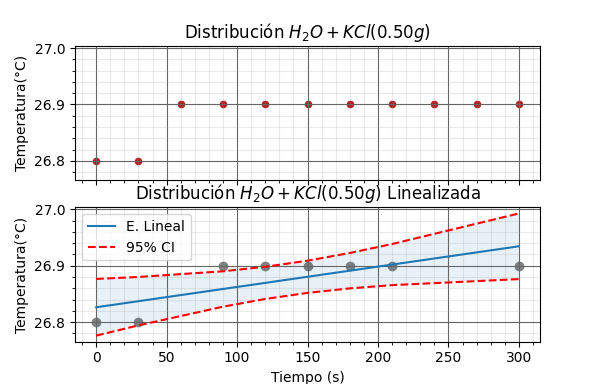 Distribución H₂O + KCl(0.50g)
27.0
26.9
26.8
Temperatura(°C)
Distribución H₂O + KCl(0.50g) Linealizada
27.0
26.9
26.8
Temperatura(°C)
E. Lineal
95% CI
0 50 100 150 200 250 300
Tiempo (s)